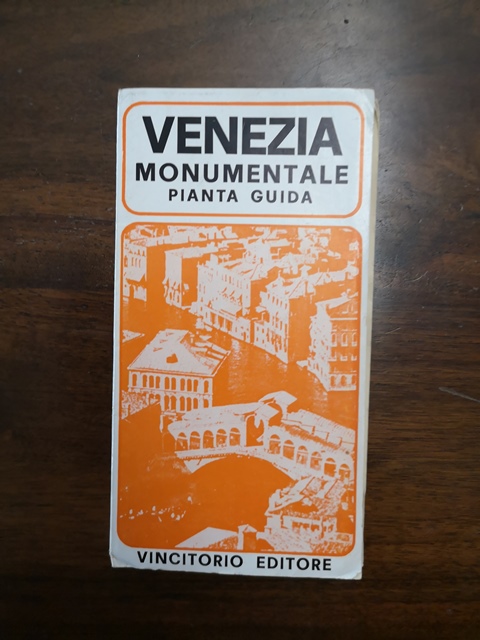 VENEZIA
MONUMENTALE
PIANTA GUIDA
VINCITORIO EDITORE